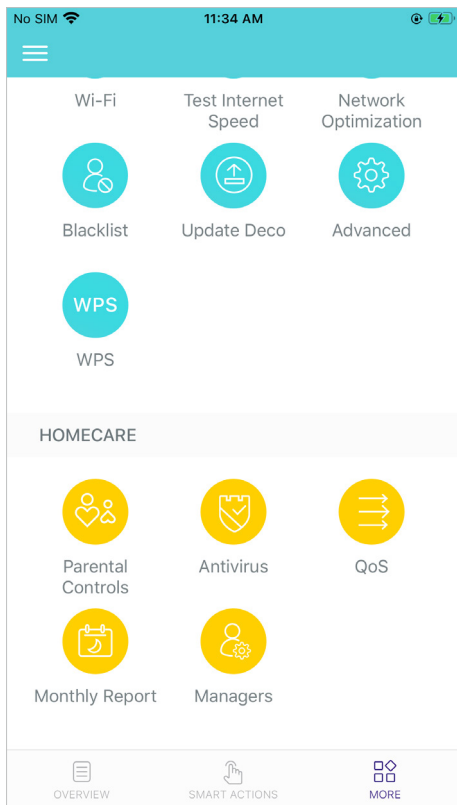 No SIM 11:34 AM
Wi-Fi Test Internet Network
Speed Optimization
Blacklist Update Deco Advanced
WPS
WPS
HOMECARE
Parental Antivirus QoS
Controls
Monthly Report Managers
OVERVIEW SMART ACTIONS MORE